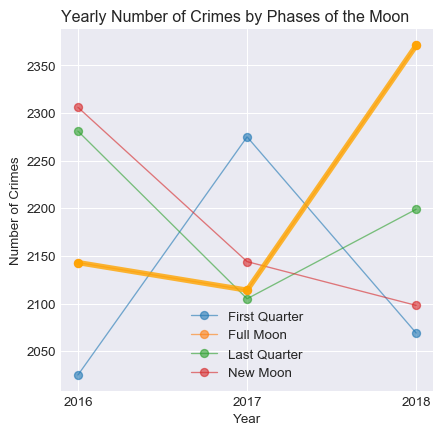 Yearly Number of Crimes by Phases of the Moon
2350
2300
2250
2200
2150
2100
2050
Number of Crimes
First Quarter
Full Moon
Last Quarter
New Moon
2016
2017
2018
Year